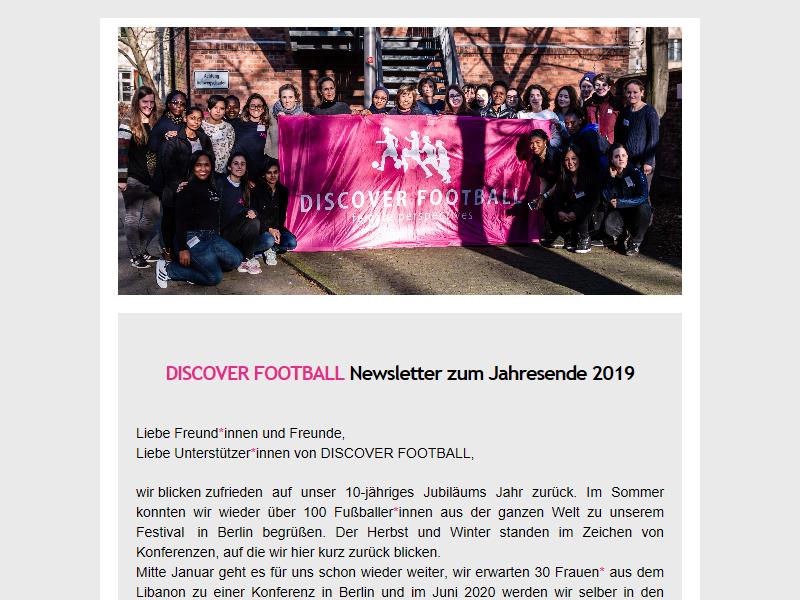 Achtung
DISCOVER FOOTBALL
female perspectives
DISCOVER FOOTBALL Newsletter zum Jahresende 2019
Liebe Freund*innen und Freunde,
Liebe Unterstützer*innen von DISCOVER FOOTBALL,
wir blicken zufrieden auf unser 10-jähriges Jubiläums Jahr zurück. Im Sommer
konnten wir wieder über 100 Fußballer*innen aus der ganzen Welt zu unserem
Festival in Berlin begrüßen. Der Herbst und Winter standen im Zeichen von
Konferenzen, auf die wir hier kurz zurück blicken.
Mitte Januar geht es für uns schon wieder weiter, wir erwarten 30 Frauen* aus dem
Libanon zu einer Konferenz in Berlin und im Juni 2020 werden wir selber in den